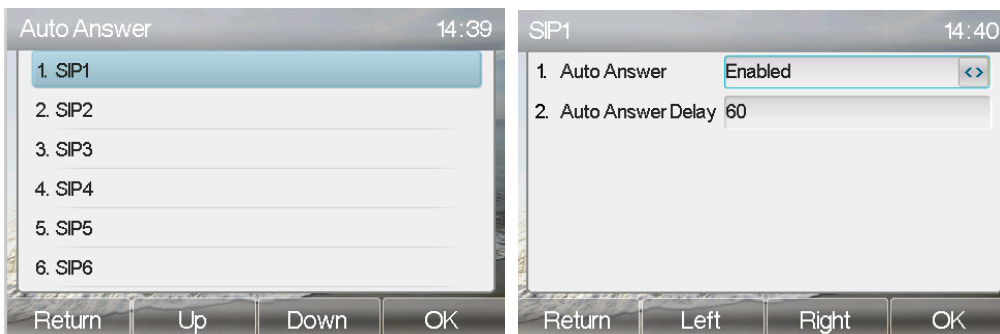 Auto Answer 14:39
1. SIP1
2. SIP2
3. SIP3
4. SIP4
5. SIP5
6. SIP6
Return Up Down OK
SIP1 14:40
1. Auto Answer Enabled <>
2. Auto Answer Delay 60
Return Left Right OK